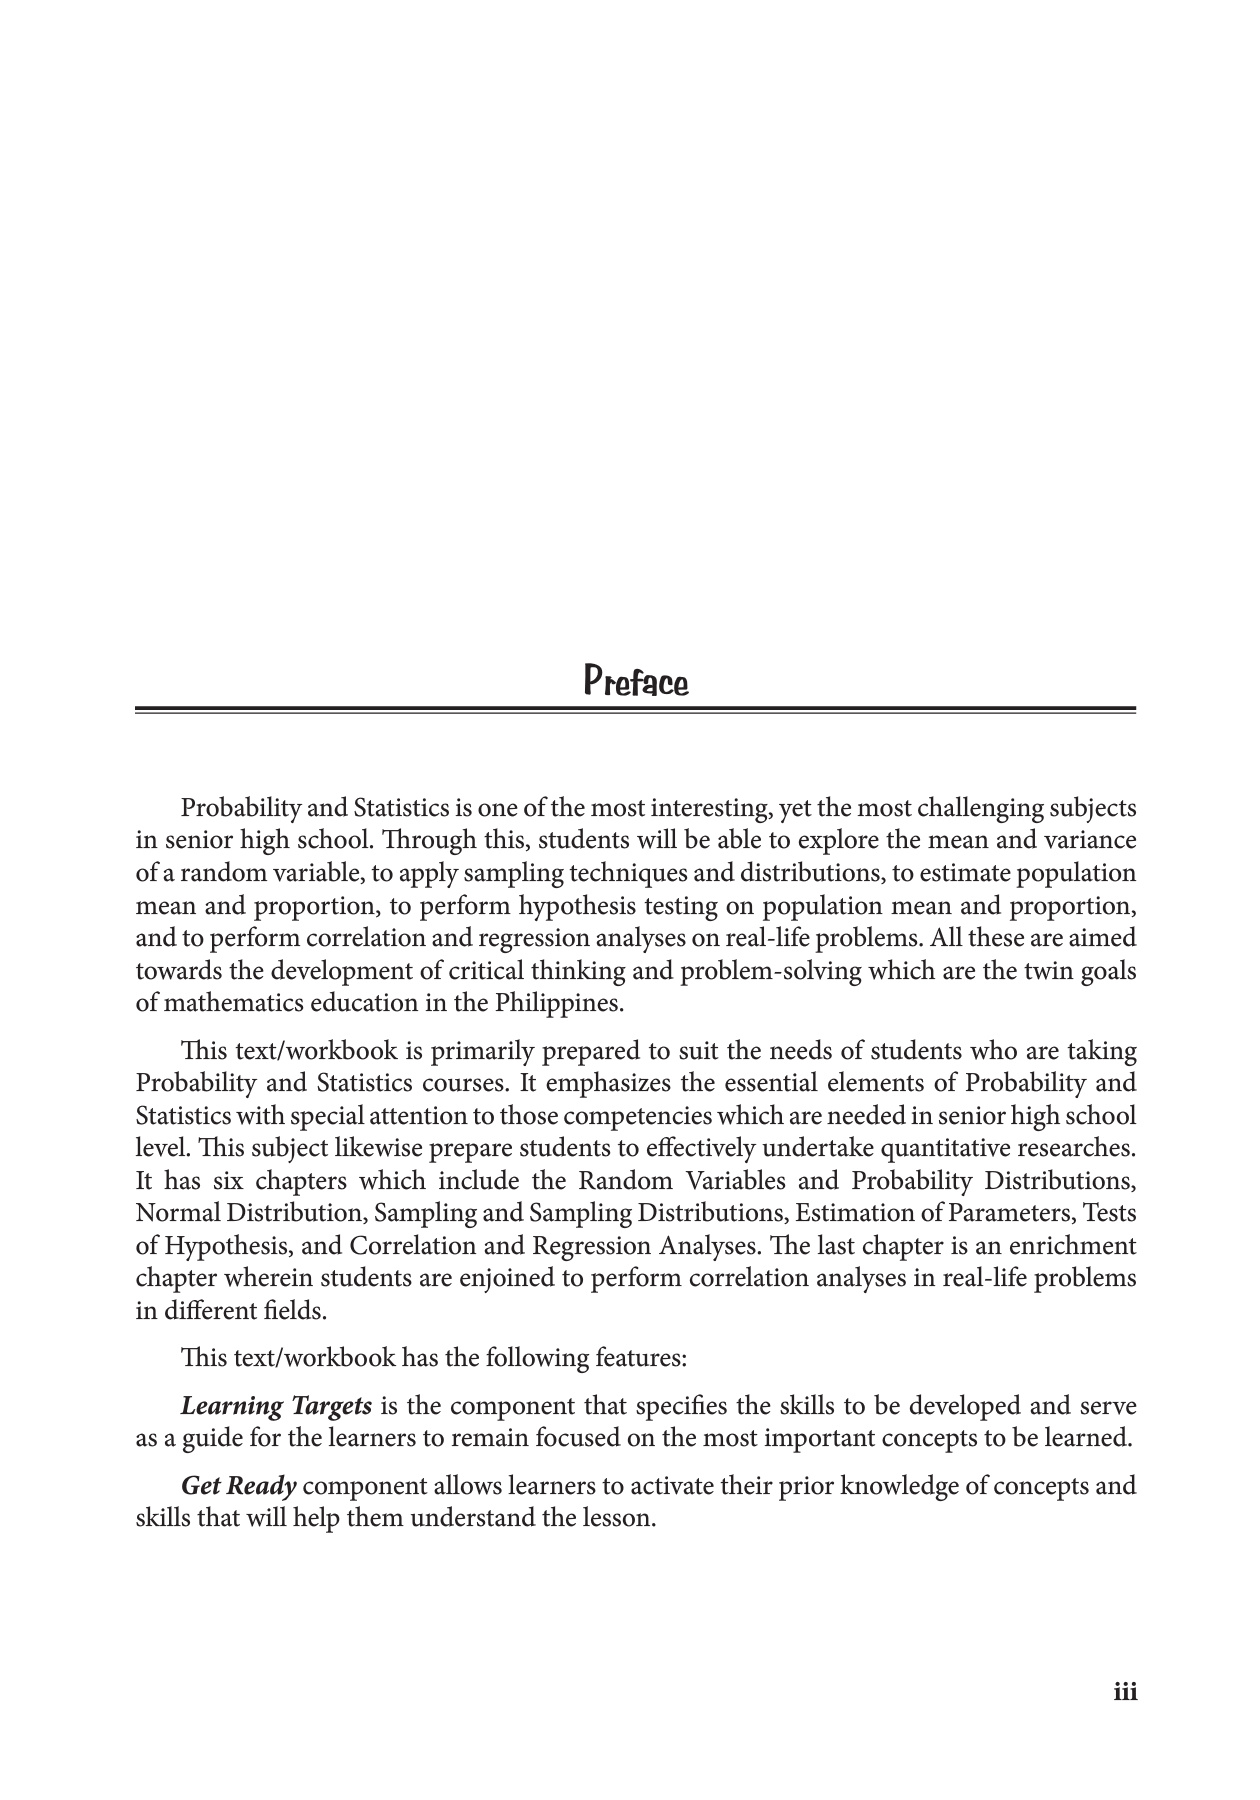 Preface
Probability and Statistics is one of the most interesting, yet the most challenging subjects
in senior high school. Through this, students will be able to explore the mean and variance
of a random variable, to apply sampling techniques and distributions, to estimate population
mean and proportion, to perform hypothesis testing on population mean and proportion,
and to perform correlation and regression analyses on real-life problems. All these are aimed
towards the development of critical thinking and problem-solving which are the twin goals
of mathematics education in the Philippines.
This text/workbook is primarily prepared to suit the needs of students who are taking
Probability and Statistics courses. It emphasizes the essential elements of Probability and
Statistics with special attention to those competencies which are needed in senior high school
level. This subject likewise prepare students to effectively undertake quantitative researches.
It has six chapters which include the Random Variables and Probability Distributions,
Normal Distribution, Sampling and Sampling Distributions, Estimation of Parameters, Tests
of Hypothesis, and Correlation and Regression Analyses. The last chapter is an enrichment
chapter wherein students are enjoined to perform correlation analyses in real-life problems
in different fields.
This text/workbook has the following features:
Learning Targets is the component that specifies the skills to be developed and serve
as a guide for the learners to remain focused on the most important concepts to be learned.
Get Ready component allows learners to activate their prior knowledge of concepts and
skills that will help them understand the lesson.
iii